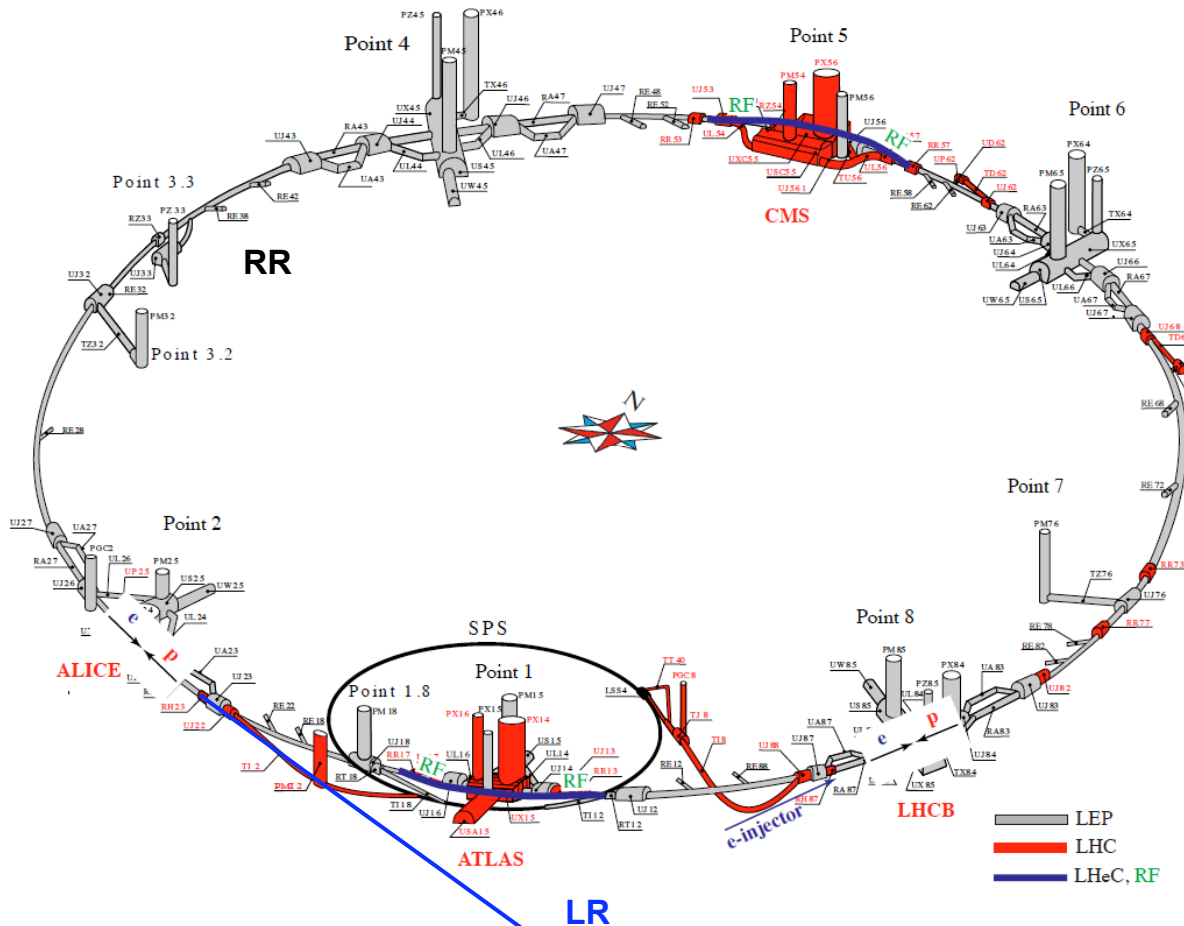 PZ45
PX46
Point 4
PM45
TX46
UX45
UJ46
RA47
UJ47
UJ44
RA43
UJ43
UL44
UA43
UL46
UA47
US45
UW45
RE48
RE52
Point 5
PX56
PM54
UJ53
RF
RZ54
PM56
UL54
RR53
UJ56
RF
RR57
UXC55
USC55
UJ561
TU56
UL56
CMS
UP62
UD62
TD62
UJ62
RE58
RE62
Point 6
PX64
PM65
PZ65
RA63
TX64
UJ63
UA63
UJ64
UL64
UX65
UJ66
RA67
UL66
UW65
US65
UA67
UJ67
UJ68
RE68
RE72
Point 3.3
PZ 33
RZ33
RE42
RE38
UJ33
RR
UJ32
RE32
PM32
TZ32
Point 3.2
N
RE28
Point 7
PM76
RR73
TZ76
UJ76
RR77
RE78
RE82
UJ82
UJ27
UA27
Point 2
PGC2
RA27
UL26
PM25
UP25
US25
UW25
UJ26
UL24
e
p
ALICE
UA23
UJ23
RH23
UJ22
RE22
RE18
TI 2
PMI 2
SPS
Point 1
Point 1.8
PM18
PX16
PX15
PM15
PX14
UJ18
RR17
RF
UL16
US15
UL14
UJ13
RT18
UJ14
RF
RR13
TI18
UJ16
USA15
UX15
TI12
RT12
UJ12
ATLAS
LSS4
TT40
PGC8
TJ8
TI8
RE12
RE88
UJ88
UJ87
UA87
RH87
RA87
e-injector
Point 8
PM85
PX84
UW85
PZ85
UA83
US85
UL84
e
p
RA83
UJ83
UJ84
TX84
UX85
LHCB
LEP
LHC
LHeC, RF
LR